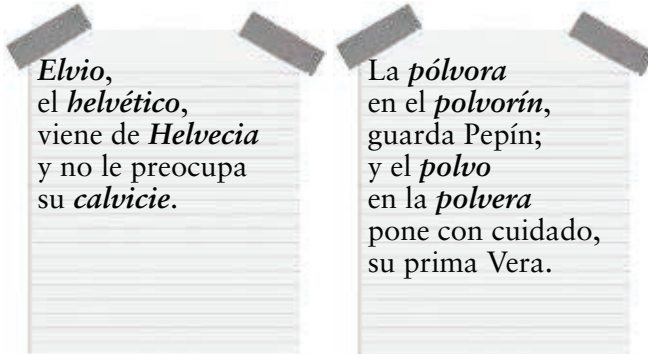 Elvio,
el helvético,
viene de Helvecia
y no le preocupa
su calvicie.
La pólvora
en el polvorín,
guarda Pepín;
y el polvo
en la polvera
pone con cuidado,
su prima Vera.